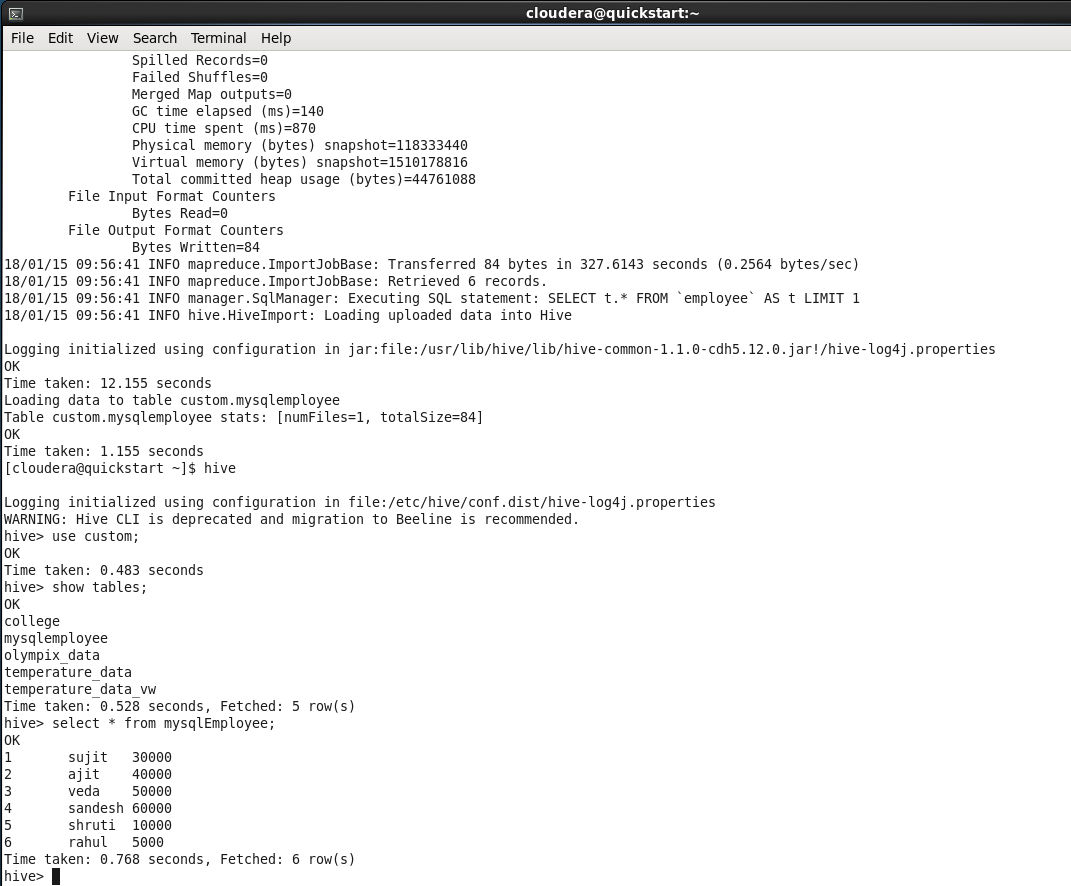 cloudera@quickstart:~
File Edit View Search Terminal Help
Spilled Records=0
Failed Shuffles=0
Merged Map outputs=0
GC time elapsed (ms)=140
CPU time spent (ms)=870
Physical memory (bytes) snapshot=118333440
Virtual memory (bytes) snapshot=1510178816
Total committed heap usage (bytes)=44761088
File Input Format Counters
Bytes Read=0
File Output Format Counters
Bytes Written=84
18/01/15 09:56:41 INFO mapreduce.ImportJobBase: Transferred 84 bytes in 327.6143 seconds (0.2564 bytes/sec)
18/01/15 09:56:41 INFO mapreduce.ImportJobBase: Retrieved 6 records.
18/01/15 09:56:41 INFO manager.SqlManager: Executing SQL statement: SELECT t.* FROM `employee` AS t LIMIT 1
18/01/15 09:56:41 INFO hive.HiveImport: Loading uploaded data into Hive
Logging initialized using configuration in jar:file:/usr/lib/hive/lib/hive-common-1.1.0-cdh5.12.0.jar!/hive-log4j.properties
OK
Time taken: 12.155 seconds
Loading data to table custom.mysqlemployee
Table custom.mysqlemployee stats: [numFiles=1, totalSize=84]
OK
Time taken: 1.155 seconds
[cloudera@quickstart ~]$ hive
Logging initialized using configuration in file:/etc/hive/conf.dist/hive-log4j.properties
WARNING: Hive CLI is deprecated and migration to Beeline is recommended.
hive> use custom;
OK
Time taken: 0.483 seconds
hive> show tables;
OK
college
mysqlemployee
olympix_data
temperature_data
temperature_data_vw
Time taken: 0.528 seconds, Fetched: 5 row(s)
hive> select * from mysqlEmployee;
OK
1 sujit 30000
2 ajit 40000
3 veda 50000
4 sandesh 60000
5 shruti 10000
6 rahul 5000
Time taken: 0.768 seconds, Fetched: 6 row(s)
hive>